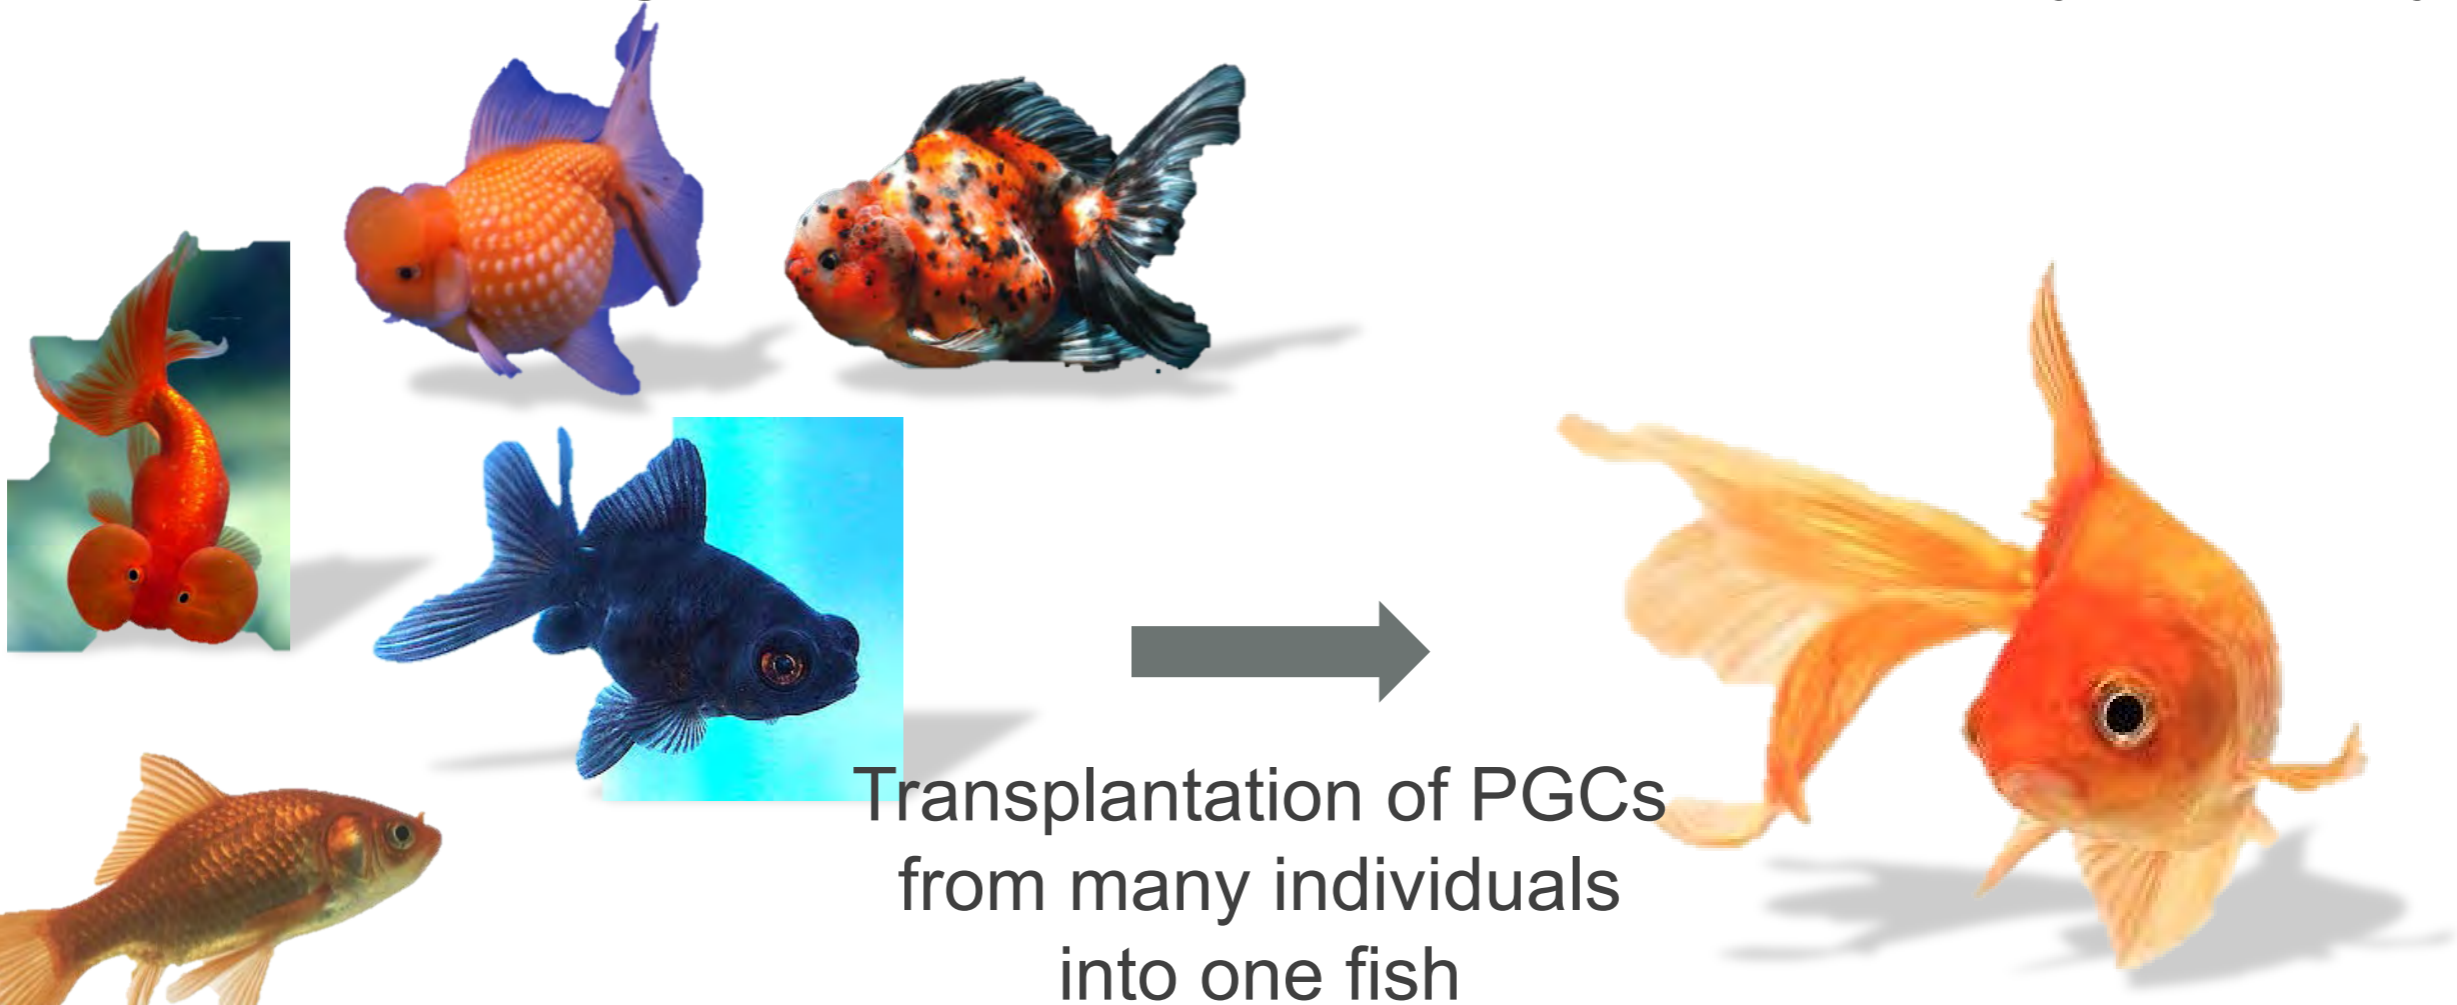 Transplantation of PGCs
from many individuals
into one fish